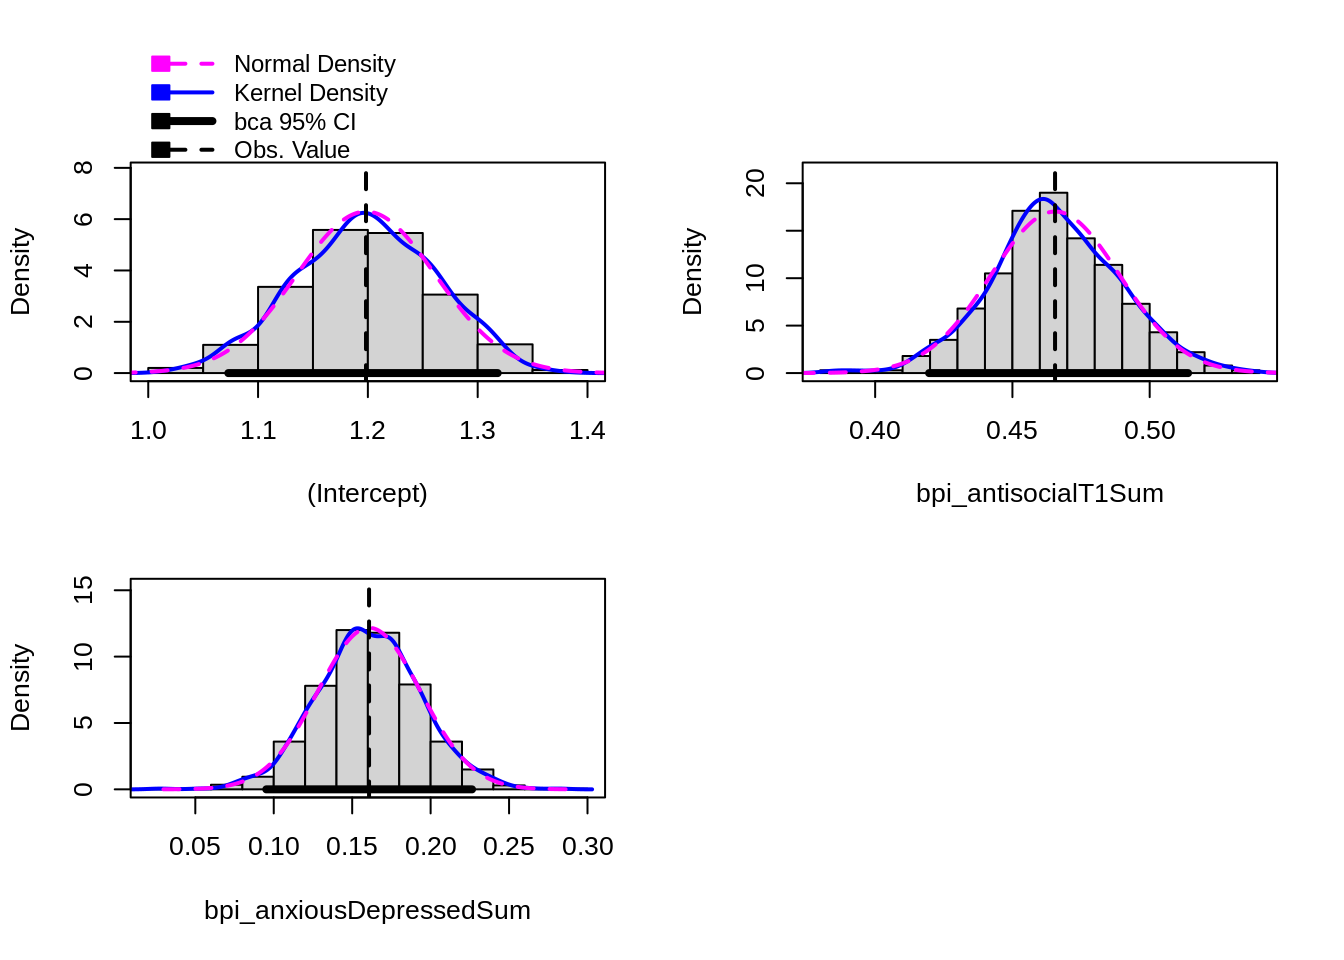 Normal Density
Kernel Density
bca 95% CI
Obs. Value
Density
0 2 4 6 8
1.0 1.1 1.2 1.3 1.4
(Intercept)
Density
0 5 10 20
0.40 0.45 0.50
bpi_antisocialT1Sum
Density
0 5 10 15
0.05 0.10 0.15 0.20 0.25 0.30
bpi_anxiousDepressedSum